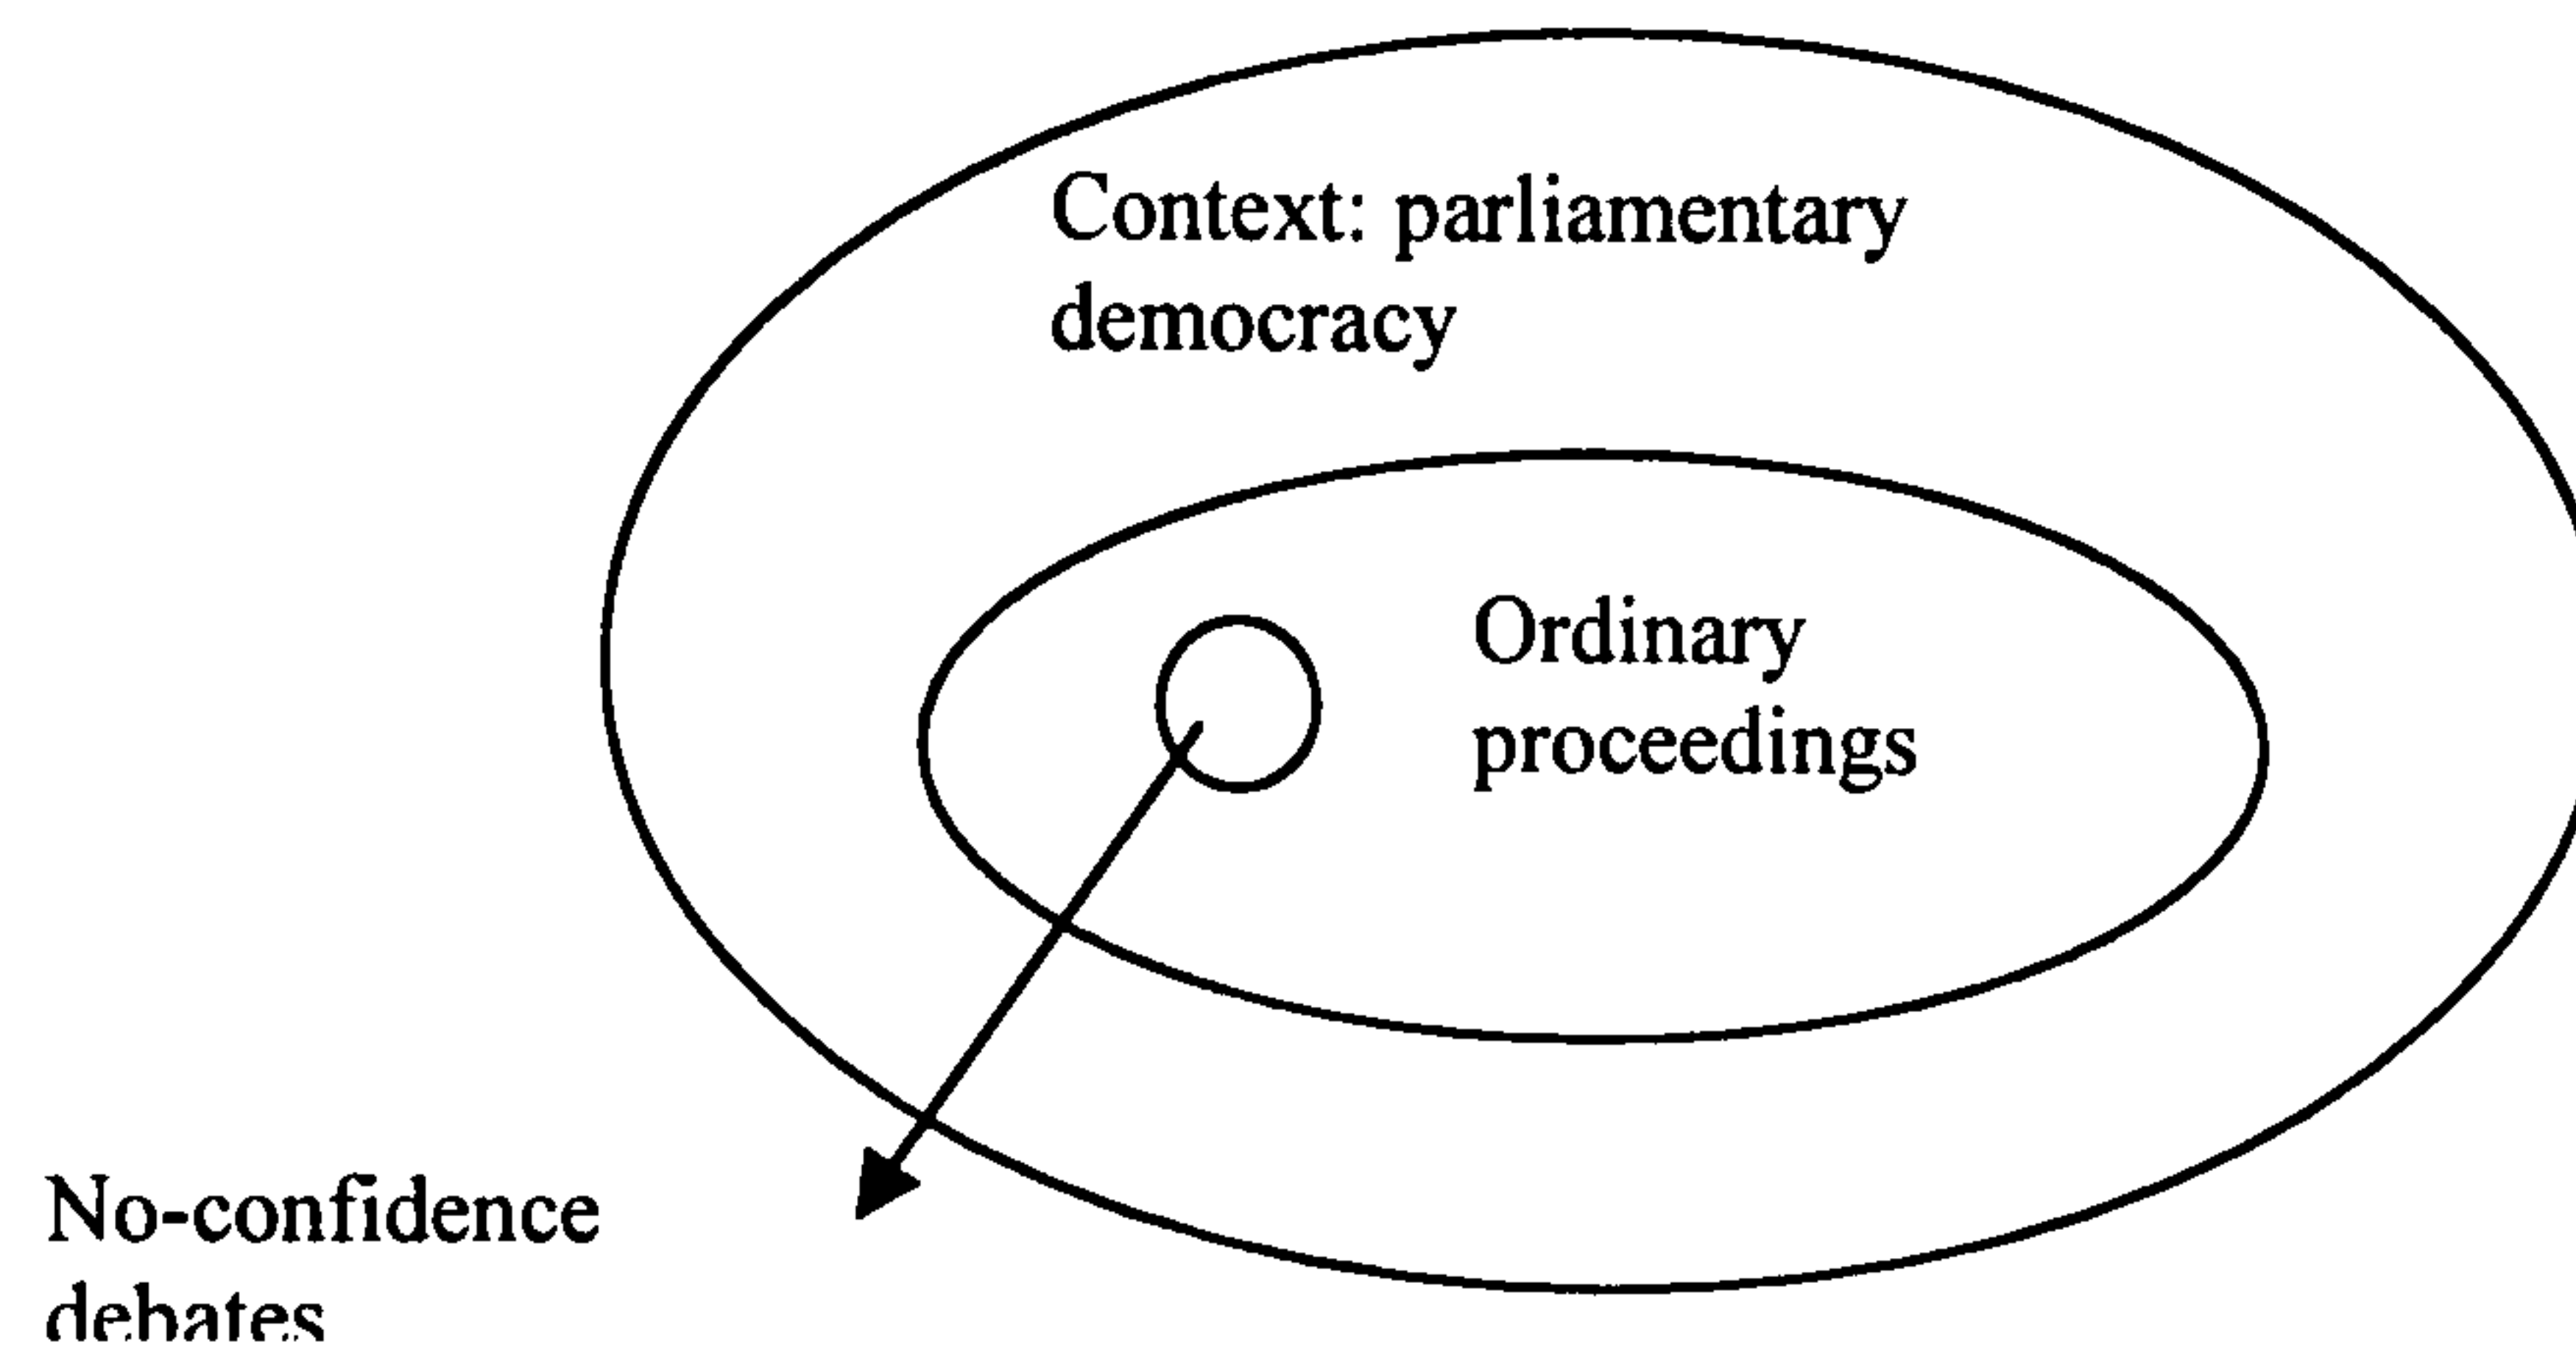 Context: parliamentary
democracy
Ordinary
proceedings
No-confidence
debates